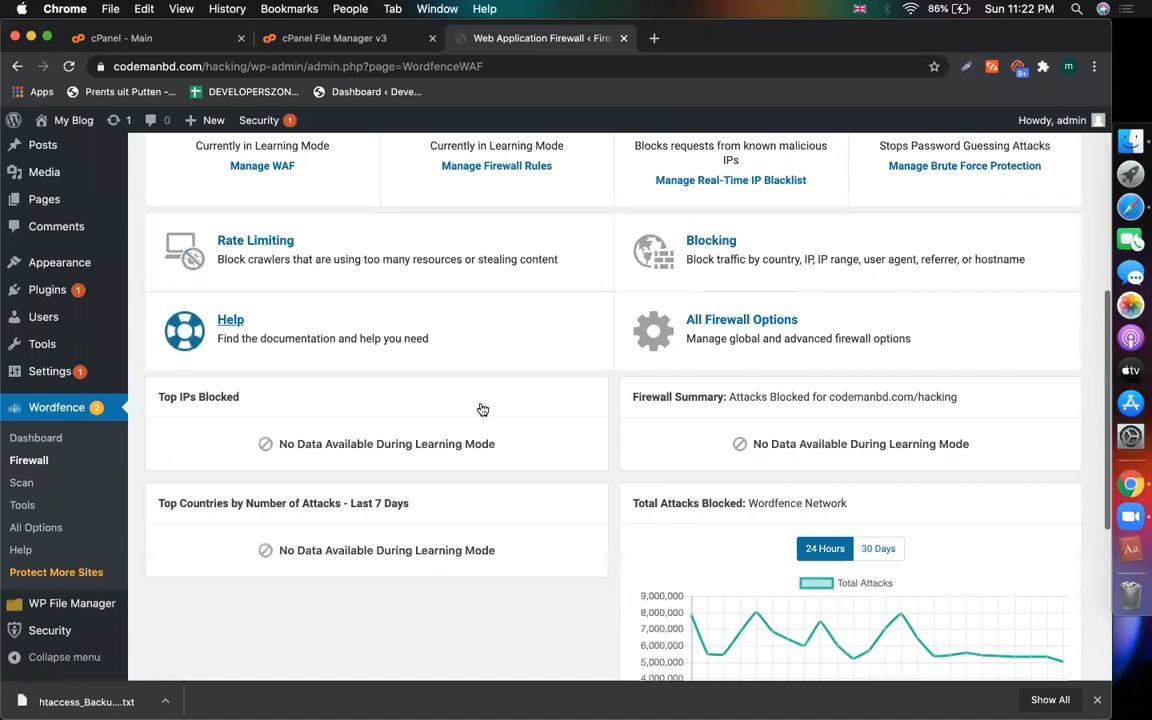 Chrome File Edit View History Bookmarks People Tab Window Help 86% Sun 11:22 PM
cPanel - Main
cPanel File Manager v3
Web Application Firewall ‹ Fire
codemanbd.com/hacking/wp-admin/admin.php?page=WordfenceWAF
9+
m
Apps
Prents uit Putten -...
DEVELOPERSZON...
Dashboard ‹ Deve...
My Blog 1 0 New Security 1
Howdy, admin
Posts
Media
Pages
Comments
Appearance
Plugins 1
Users
Tools
Settings 1
Wordfence 2
Dashboard
Firewall
Scan
Tools
All Options
Help
Protect More Sites
WP File Manager
Security
Collapse menu
Currently in Learning Mode
Manage WAF
Currently in Learning Mode
Manage Firewall Rules
Blocks requests from known malicious
IPs
Manage Real-Time IP Blacklist
Stops Password Guessing Attacks
Manage Brute Force Protection
Rate Limiting
Block crawlers that are using too many resources or stealing content
Blocking
Block traffic by country, IP, IP range, user agent, referrer, or hostname
Help
Find the documentation and help you need
All Firewall Options
Manage global and advanced firewall options
Top IPs Blocked
No Data Available During Learning Mode
Firewall Summary: Attacks Blocked for codemanbd.com/hacking
No Data Available During Learning Mode
Top Countries by Number of Attacks - Last 7 Days
No Data Available During Learning Mode
Total Attacks Blocked: Wordfence Network
24 Hours
30 Days
Total Attacks
9,000,000
8,000,000
7,000,000
6,000,000
5,000,000
4,000,000
tv
Aa
htaccess_Backu....txt
Show All